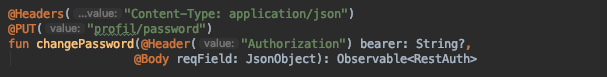 @Headers( ...value: "Content-Type: application/json")
@PUT( value: "profil/password")
fun changePassword(@Header( value: "Authorization") bearer: String?,
@Body reqField: JsonObject): Observable<RestAuth>